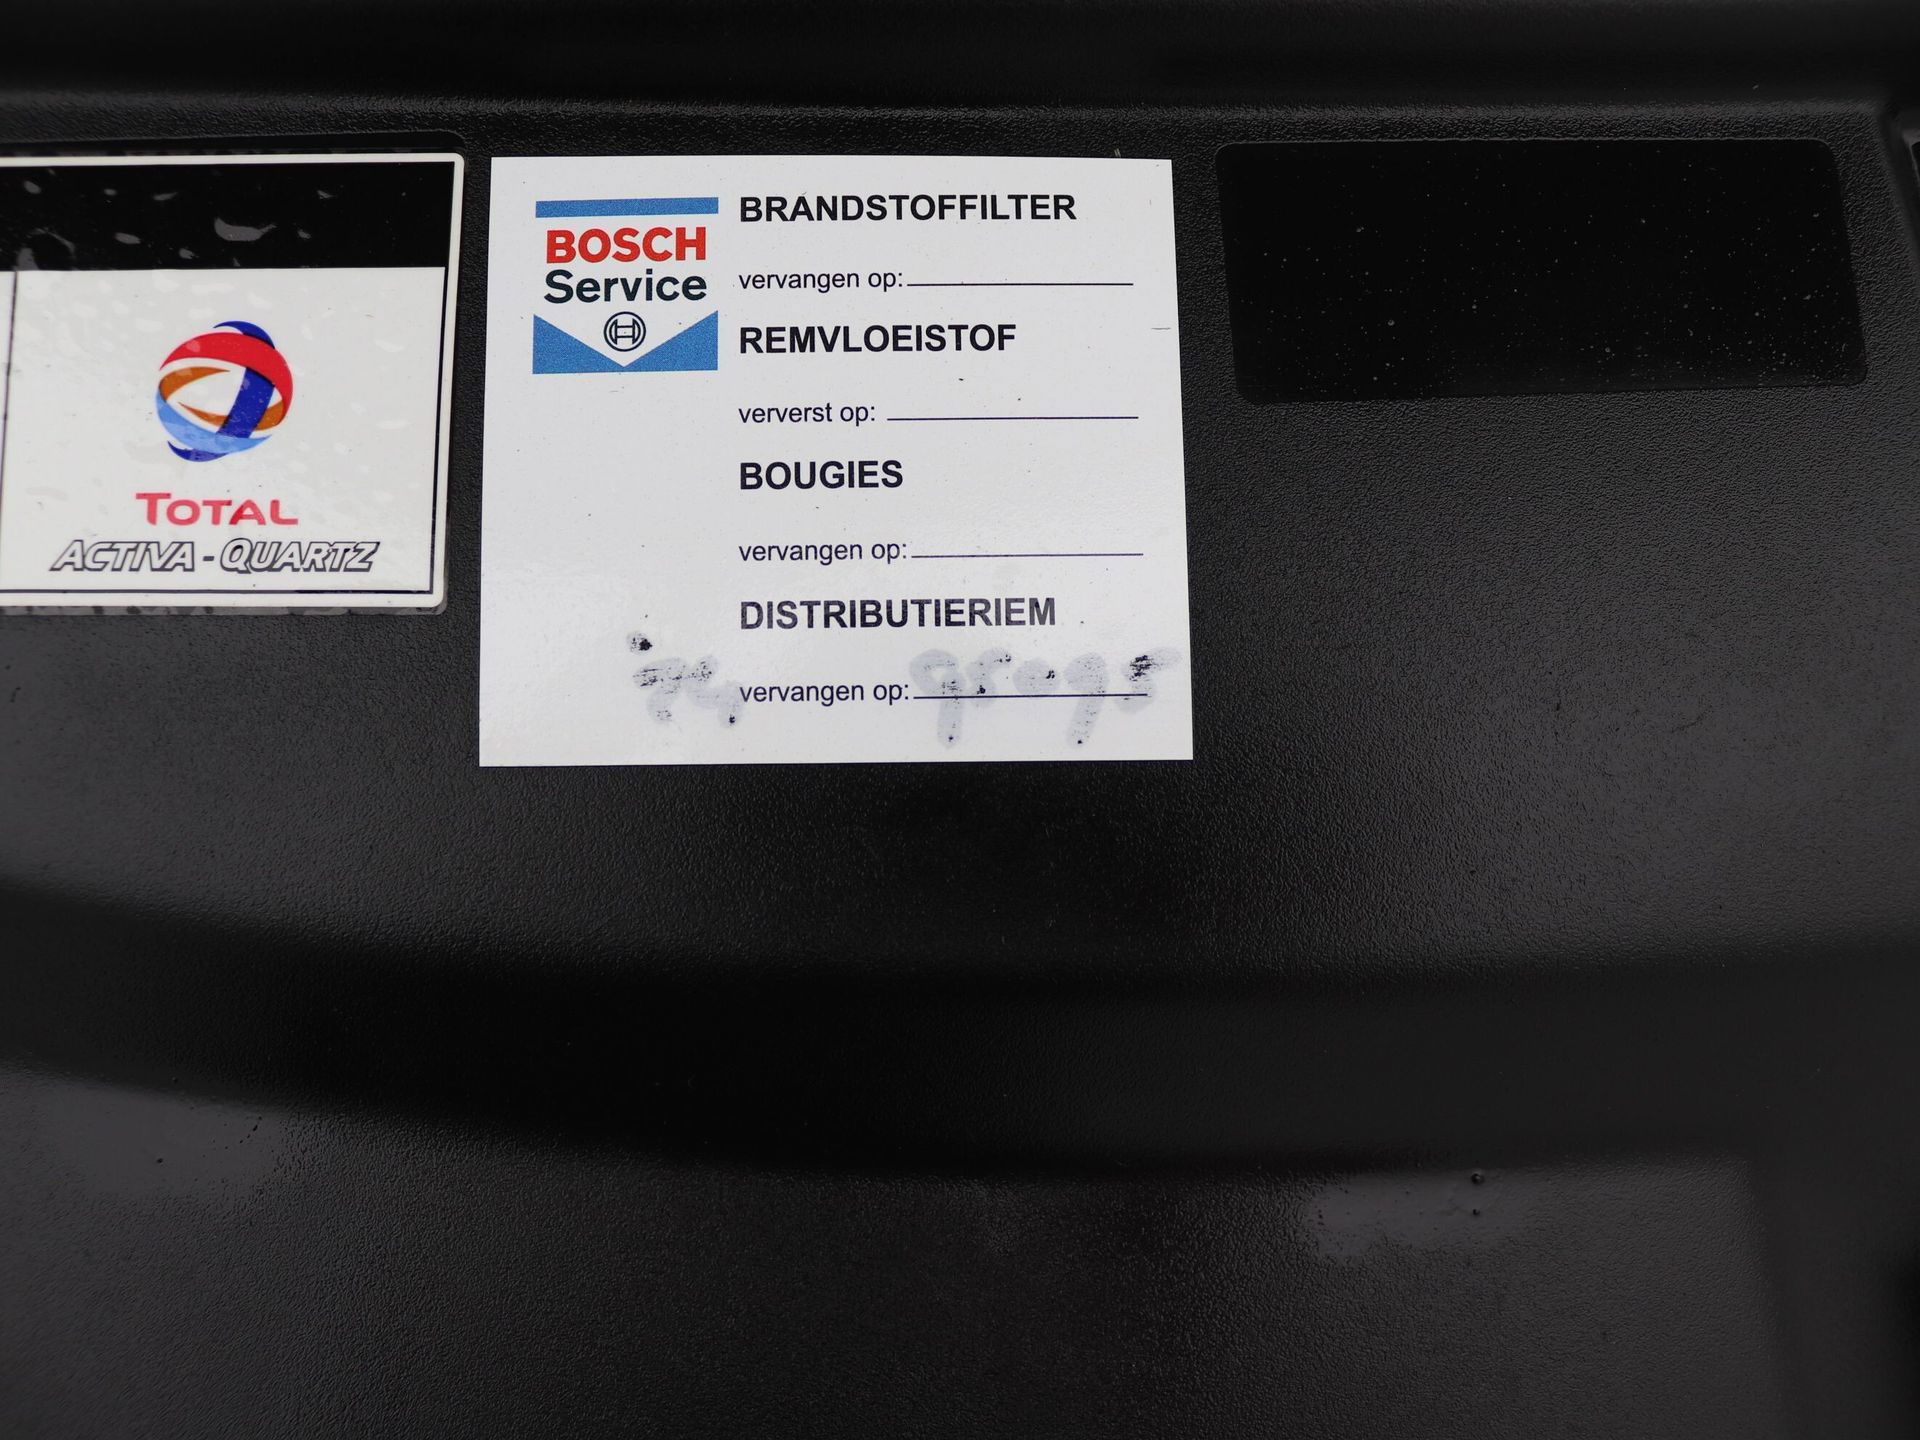 TOTAL
ACTIVA-QUARTZ
BOSCH
Service
BRANDSTOFFILTER
vervangen op:
REMVLOEISTOF
ververst op:
BOUGIES
vervangen op:
DISTRIBUTIERIEM
vervangen op: